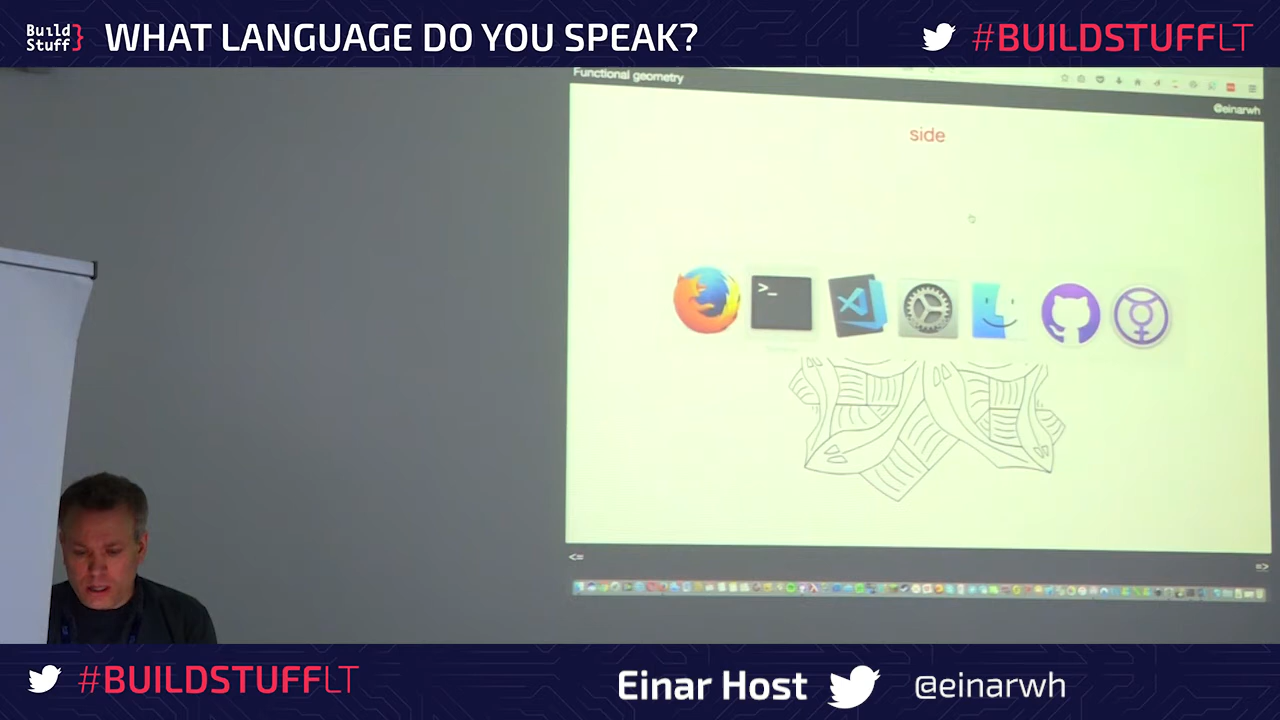 Build
Stuff}
WHAT LANGUAGE DO YOU SPEAK?
#BUILDSTUFFLT
Functional geometry
@einarwh
side
>_
<=
=>
#BUILDSTUFFLT
Einar Host
@einarwh